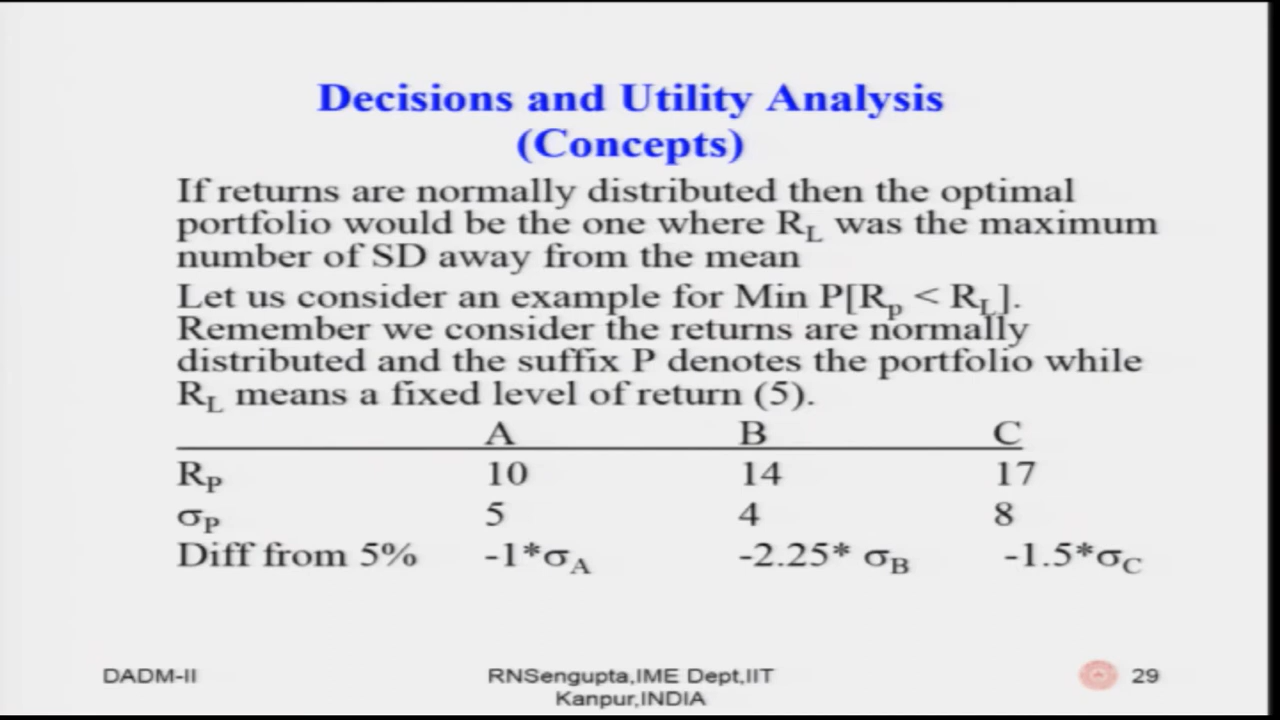 Decisions and Utility Analysis
(Concepts)
If returns are normally distributed then the optimal
portfolio would be the one where R_L was the maximum
number of SD away from the mean
Let us consider an example for Min P[R_p < R_L].
Remember we consider the returns are normally
distributed and the suffix P denotes the portfolio while
R_L means a fixed level of return (5).
A B C
R_P 10 14 17
σ_P 5 4 8
Diff from 5% -1*σ_A -2.25* σ_B -1.5*σ_C
DADM-II RNSengupta,IME Dept,IIT 29
Kanpur,INDIA